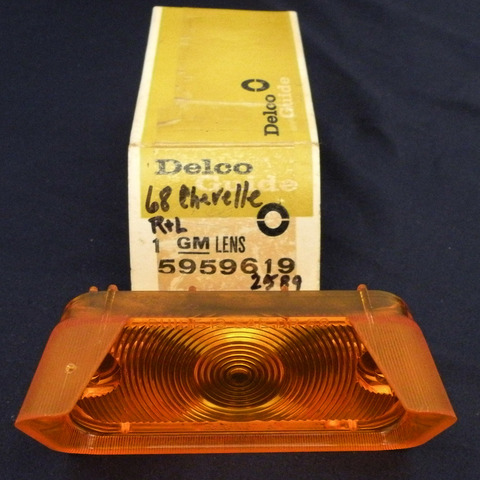 Delco
Guide
Delco
Guide
68 Chevelle
R+L
1 GM LENS
5959619
2589